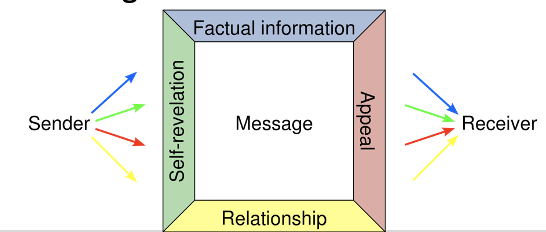 Factual information
Self-revelation
Sender
Message
Appeal
Receiver
Relationship